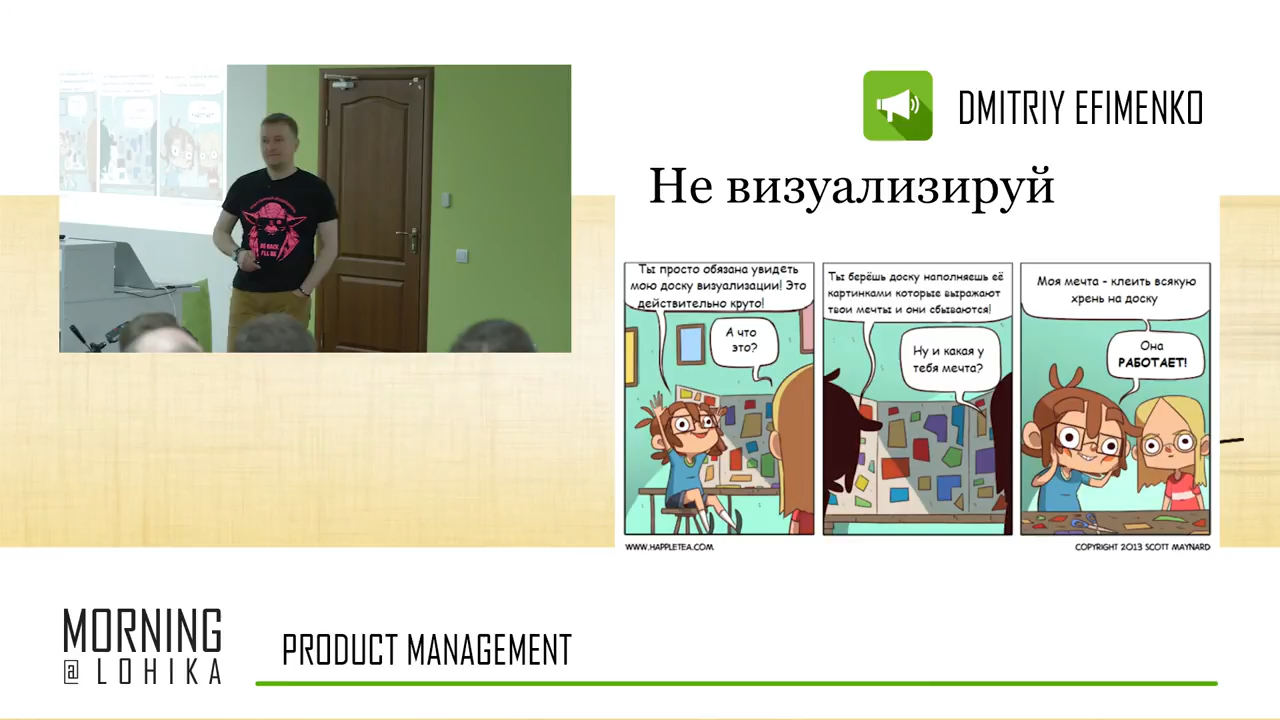 DMITRIY EFIMENKO
Не визуализируй
Ты просто обязана увидеть
мою доску визуализации! Это
действительно круто!
А что
это?
Ты берёшь доску наполняешь её
картинками которые выражают
твои мечты и они сбываются!
Ну и какая у
тебя мечта?
Моя мечта - клеить всякую
хрень на доску
Она
РАБОТАЕТ!
WWW.HAPPLETEA.COM
COPYRIGHT 2013 SCOTT MAYNARD
MORNING
@ LOHIKA
PRODUCT MANAGEMENT